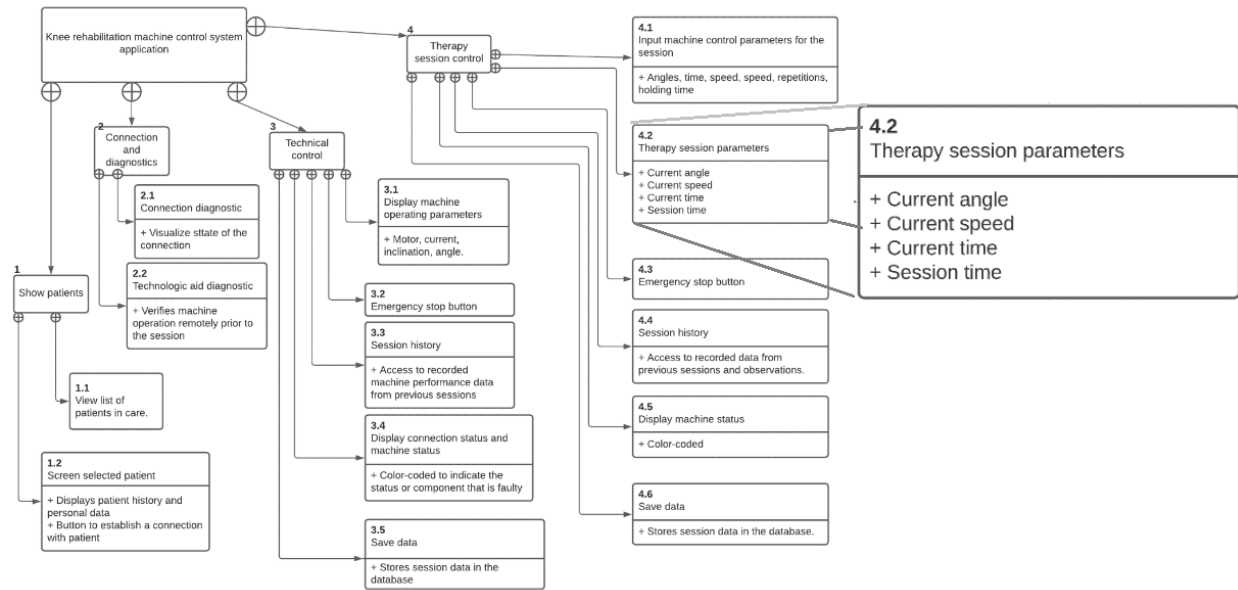 Knee rehabilitation machine control system
application
1
Show patients
1.1
View list of
patients in care.
1.2
Screen selected patient
+ Displays patient history and
personal data
+ Button to establish a connection
with patient
2
Connection
and
diagnostics
2.1
Connection diagnostic
+ Visualize sttate of the
connection
2.2
Technologic aid diagnostic
+ Verifies machine
operation remotely prior to
the session
3
Technical
control
3.1
Display machine
operating parameters
+ Motor, current,
inclination, angle.
3.2
Emergency stop button
3.3
Session history
+ Access to recorded
machine performance data
from previous sessions
3.4
Display connection status and
machine status
+ Color-coded to indicate the
status or component that is faulty
3.5
Save data
+ Stores session data in the
database
4
Therapy
session control
4.1
Input machine control parameters for the
session
+ Angles, time, speed, speed, repetitions,
holding time
4.2
Therapy session parameters
+ Current angle
+ Current speed
+ Current time
+ Session time
4.3
Emergency stop button
4.4
Session history
+ Access to recorded data from
previous sessions and observations.
4.5
Display machine status
+ Color-coded
4.6
Save data
+ Stores session data in the database.
4.2
Therapy session parameters
+ Current angle
+ Current speed
+ Current time
+ Session time